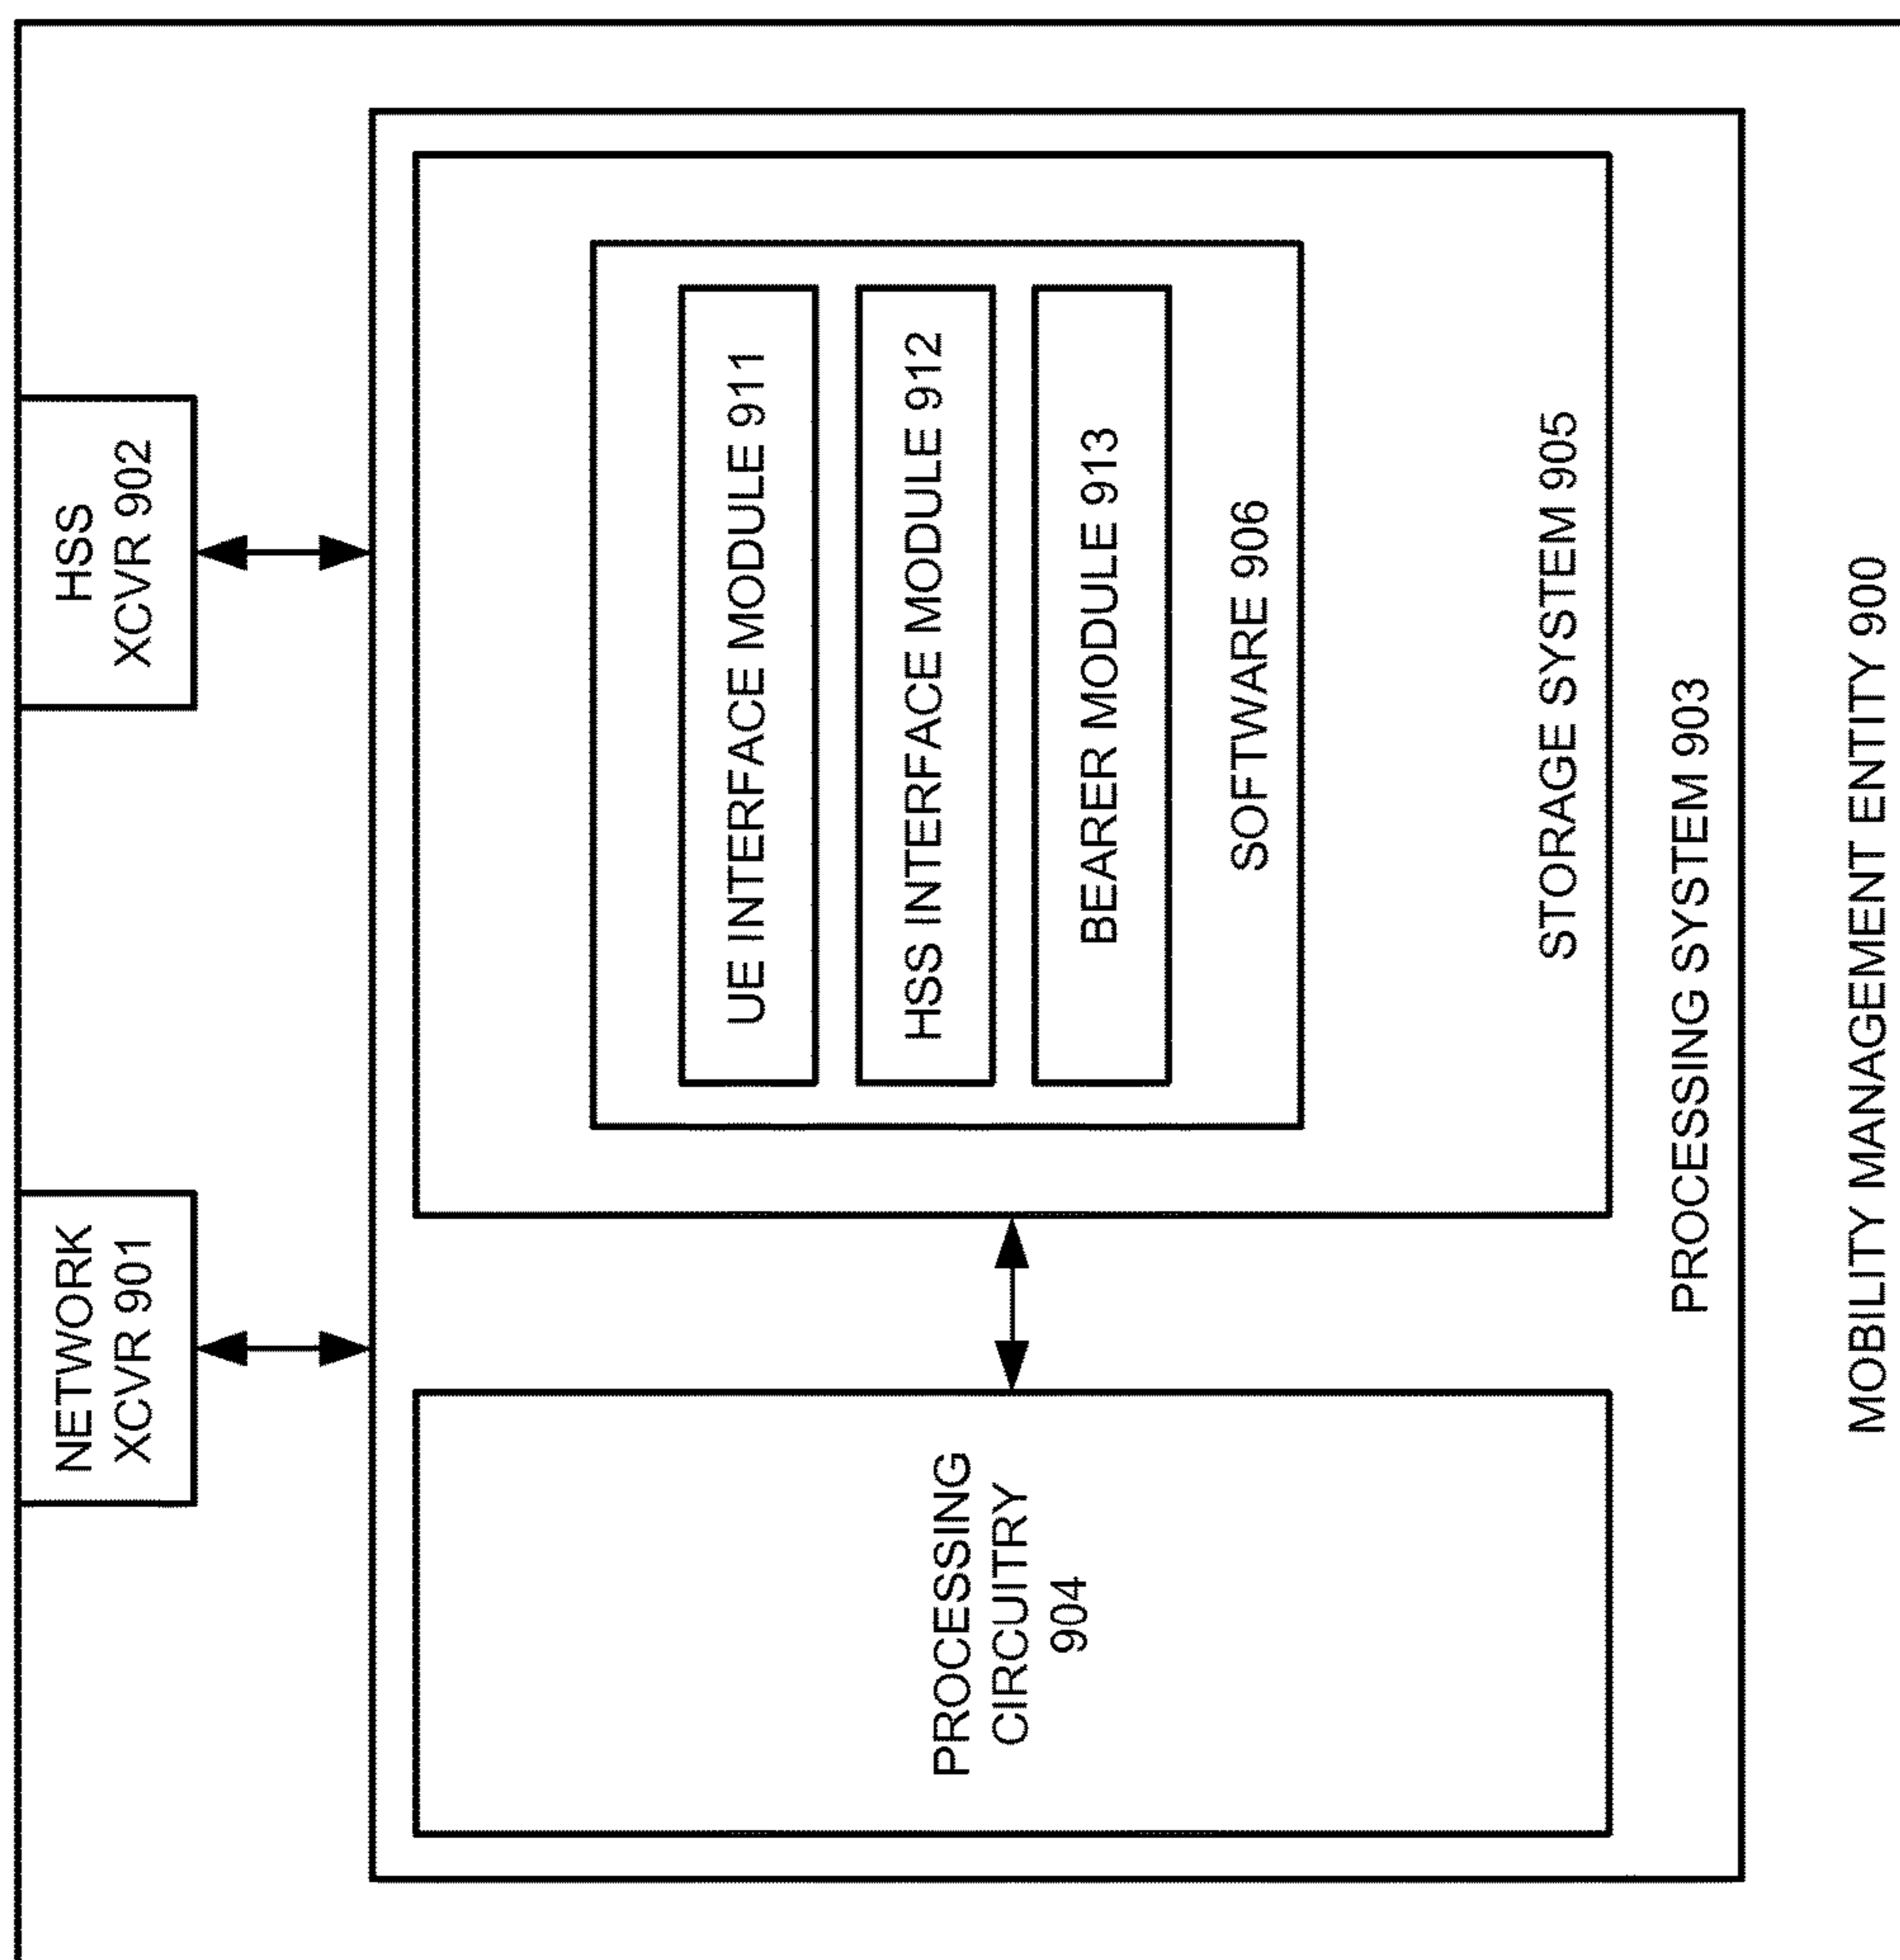 NETWORK
XCVR 901
HSS
XCVR 902
PROCESSING
CIRCUITRY
904
UE INTERFACE MODULE 911
HSS INTERFACE MODULE 912
BEARER MODULE 913
SOFTWARE 906
STORAGE SYSTEM 905
PROCESSING SYSTEM 903
MOBILITY MANAGEMENT ENTITY 900